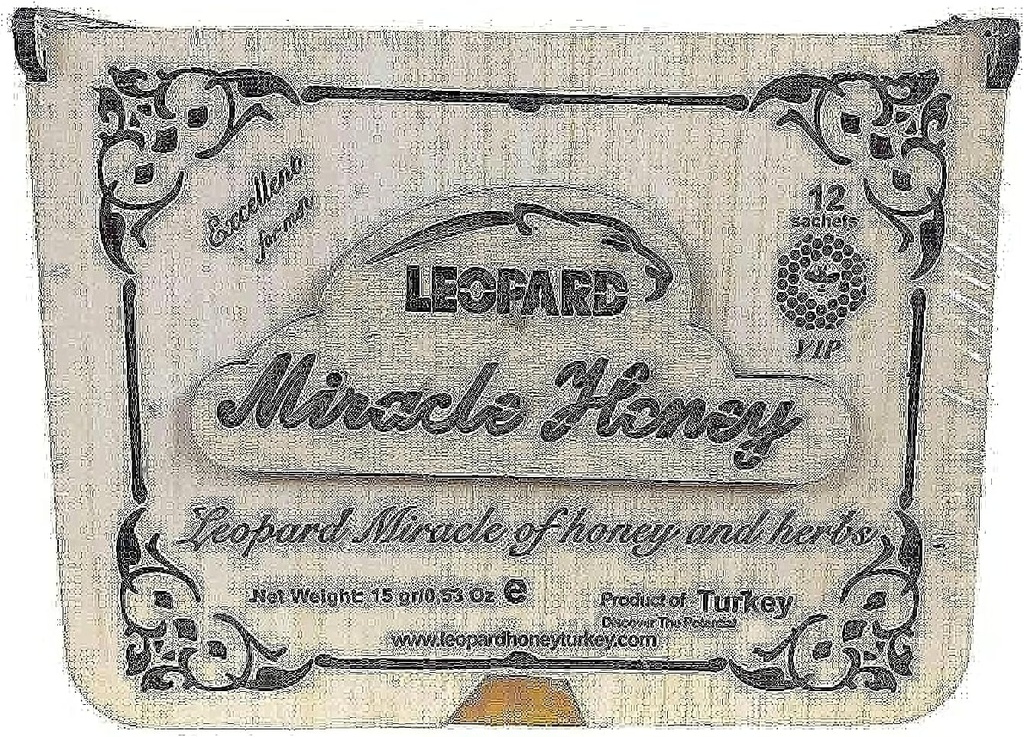 Excellent
for men
12
sachets
VIP
LEOPARD
Miracle Honey
Leopard Miracle of honey and herbs
Net Weight: 15 gr/0,53 Oz e
Product of Turkey
Discover The Potential
www.leopardhoneyturkey.com